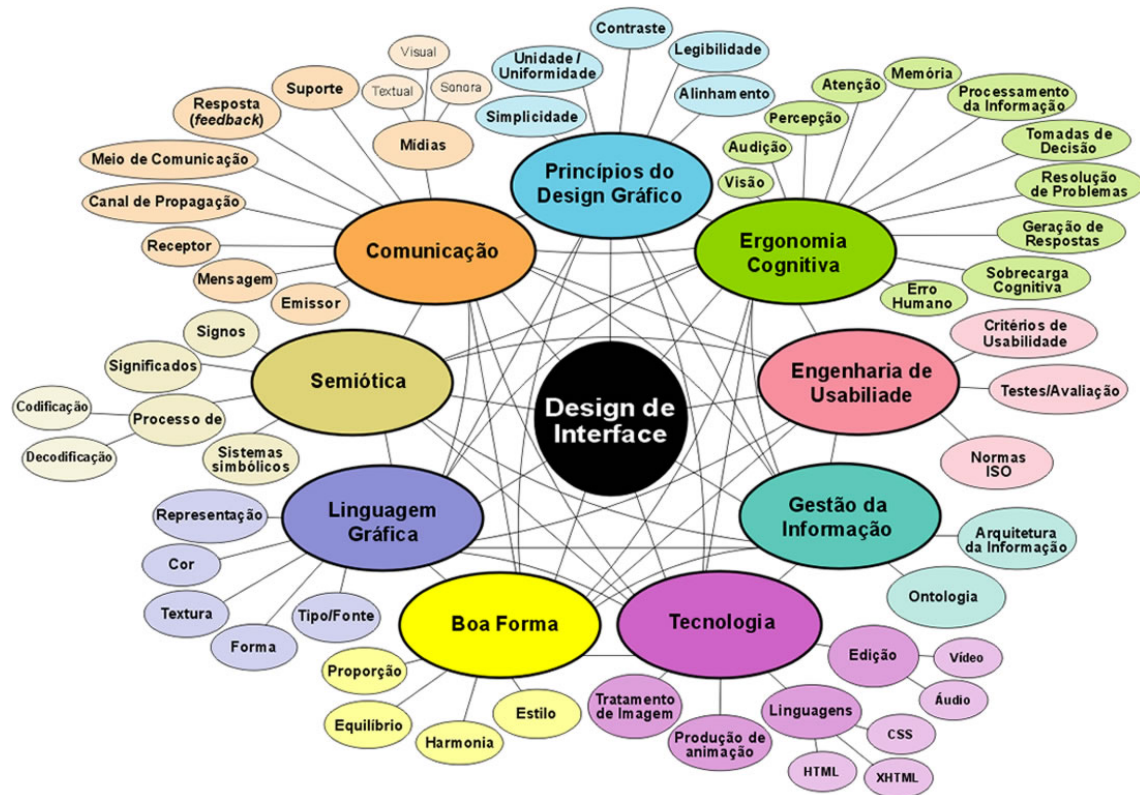 Design de
Interface
Princípios do
Design Gráfico
Simplicidade
Unidade /
Uniformidade
Contraste
Legibilidade
Alinhamento
Ergonomia
Cognitiva
Visão
Audição
Percepção
Atenção
Memória
Processamento
da Informação
Tomadas de
Decisão
Resolução
de Problemas
Geração de
Respostas
Sobrecarga
Cognitiva
Erro
Humano
Engenharia de
Usabiliade
Critérios de
Usabilidade
Testes/Avaliação
Normas
ISO
Gestão da
Informação
Arquitetura
da Informação
Ontologia
Tecnologia
Edição
Vídeo
Áudio
Linguagens
CSS
XHTML
HTML
Produção de
animação
Tratamento
de Imagem
Boa Forma
Estilo
Harmonia
Equilíbrio
Proporção
Linguagem
Gráfica
Tipo/Fonte
Forma
Textura
Cor
Representação
Semiótica
Sistemas
simbólicos
Processo de
Decodificação
Codificação
Significados
Signos
Comunicação
Emissor
Mensagem
Receptor
Canal de Propagação
Meio de Comunicação
Resposta
(feedback)
Suporte
Mídias
Textual
Visual
Sonora